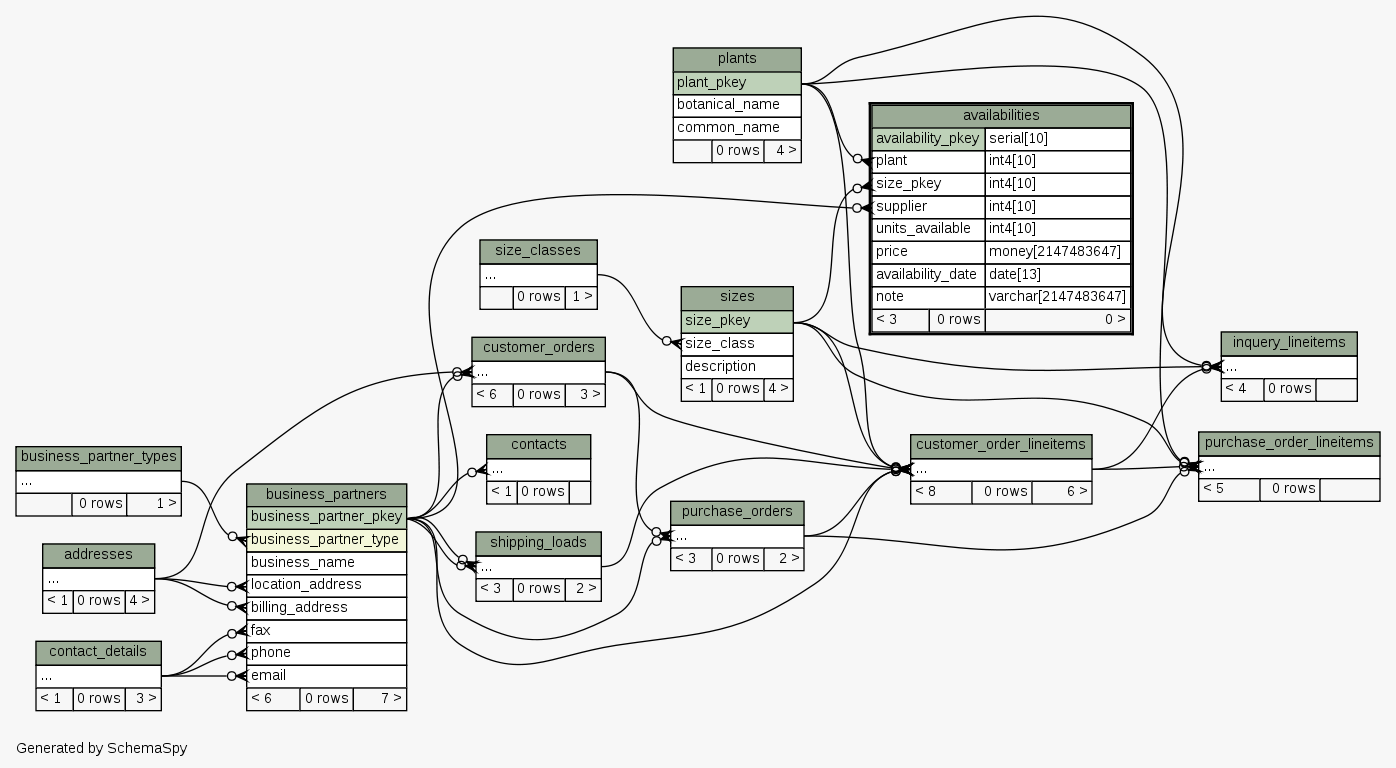 plants
plant_pkey
botanical_name
common_name
0 rows 4 >
availabilities
availability_pkey serial[10]
plant int4[10]
size_pkey int4[10]
supplier int4[10]
units_available int4[10]
price money[2147483647]
availability_date date[13]
note varchar[2147483647]
< 3 0 rows 0 >
size_classes
...
0 rows 1 >
sizes
size_pkey
size_class
description
< 1 0 rows 4 >
customer_orders
...
< 6 0 rows 3 >
inquery_lineitems
...
< 4 0 rows
contacts
...
< 1 0 rows
customer_order_lineitems
...
< 8 0 rows 6 >
purchase_order_lineitems
...
< 5 0 rows
business_partner_types
...
0 rows 1 >
business_partners
business_partner_pkey
business_partner_type
business_name
location_address
billing_address
fax
phone
email
< 6 0 rows 7 >
purchase_orders
...
< 3 0 rows 2 >
shipping_loads
...
< 3 0 rows 2 >
addresses
...
< 1 0 rows 4 >
contact_details
...
< 1 0 rows 3 >
Generated by SchemaSpy